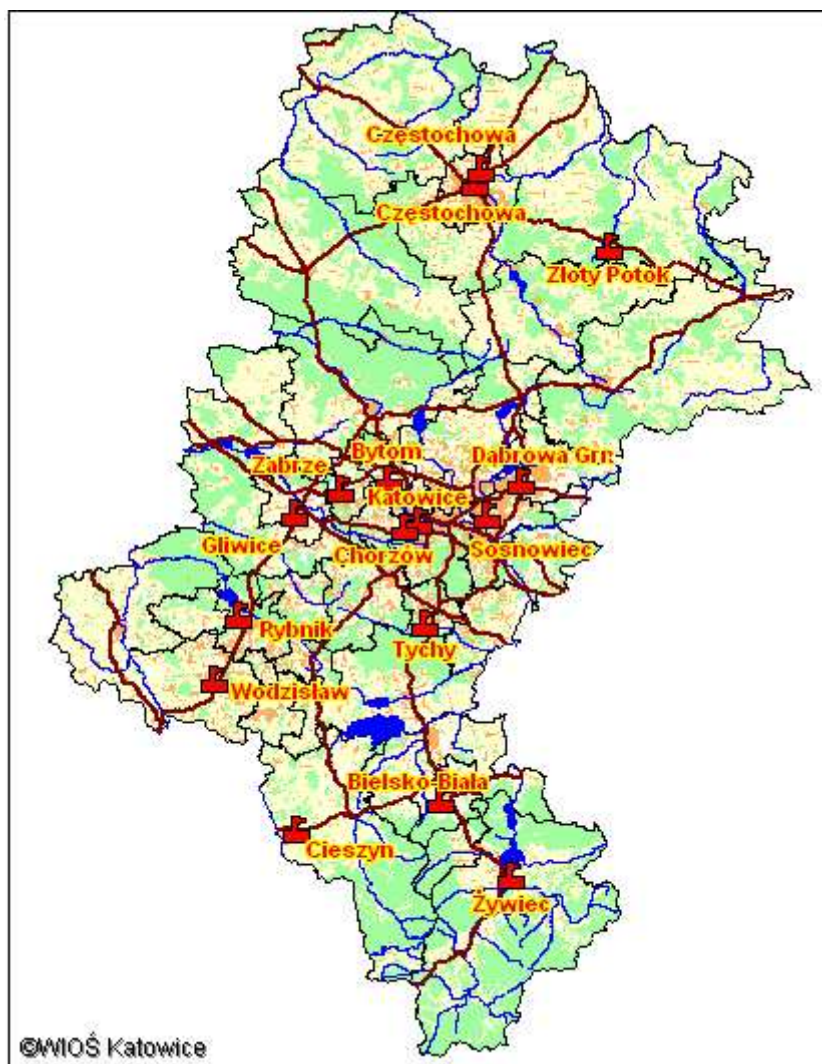 Częstochowa
Częstochowa
Złoty Potok
Bytom
Dąbrowa Grn
Zabrze
Katowice
Gliwice
Chorzów
Sosnowiec
Rybnik
Tychy
Wodzisław
Bielsko-Biała
Cieszyn
Żywiec
©WIOŚ Katowice